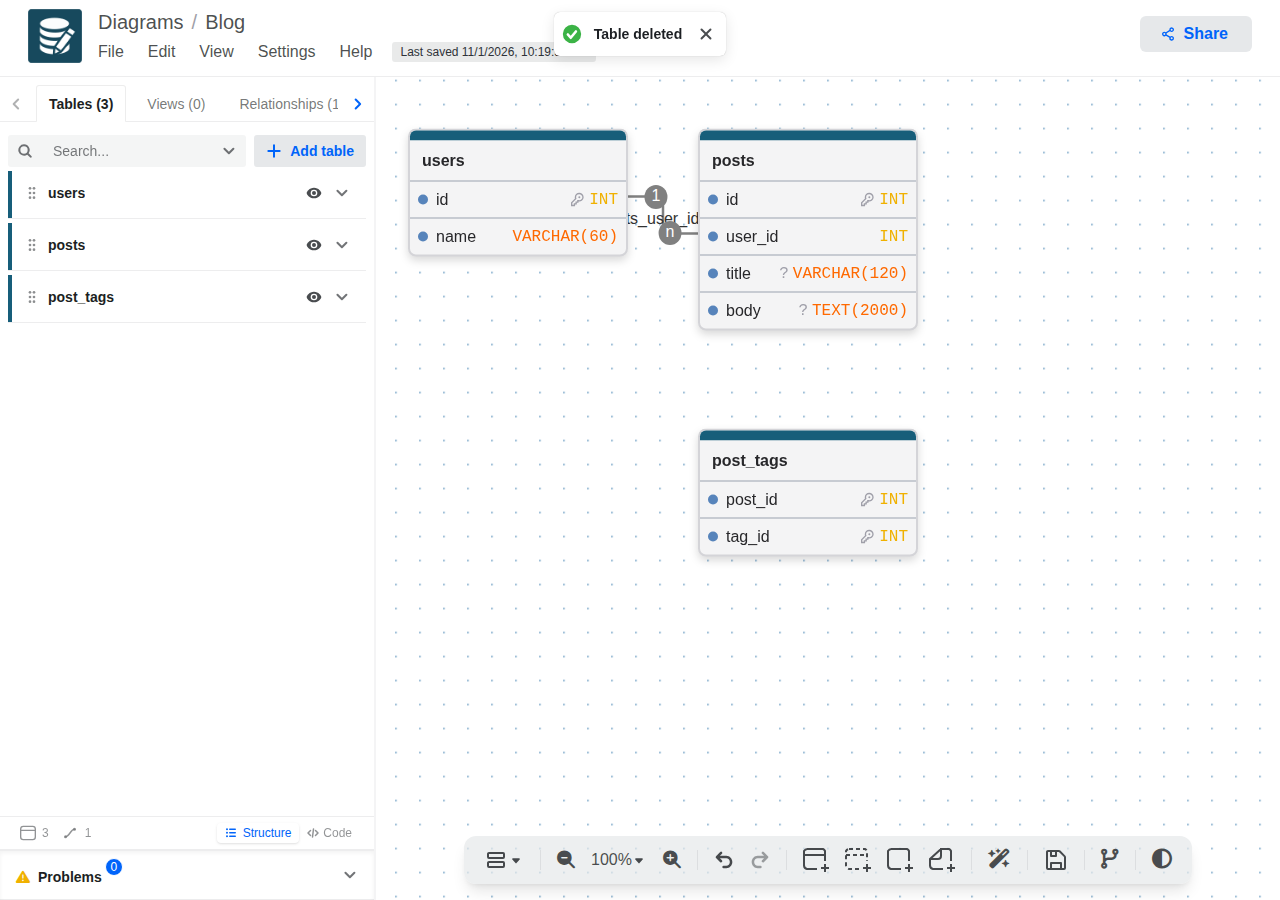 Diagrams / Blog
Table deleted
Share
File Edit View Settings Help
Last saved 11/1/2026, 10:19:
Tables (3) Views (0) Relationships (1
Search...
Add table
users
posts
post_tags
users
id INT
name VARCHAR(60)
1
ts_user_id
n
posts
id INT
user_id INT
title ? VARCHAR(120)
body ? TEXT(2000)
post_tags
post_id INT
tag_id INT
3 1 Structure Code
Problems 0
100%